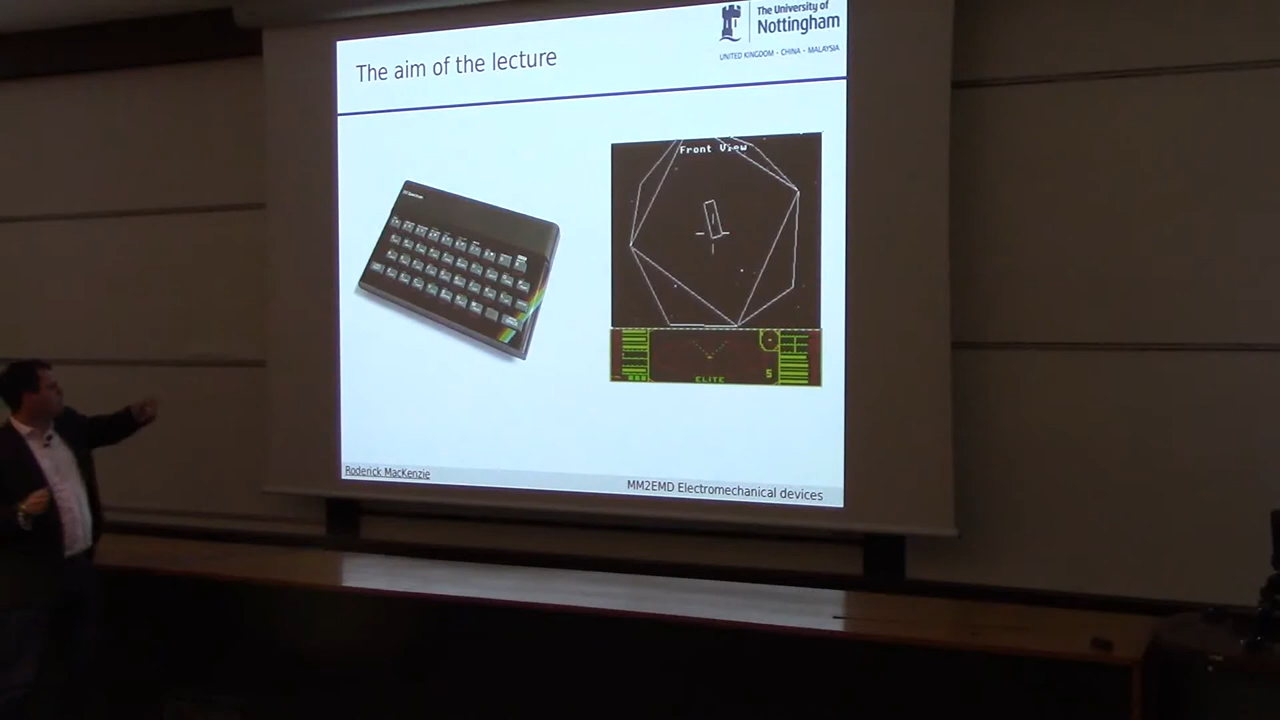 The University of
Nottingham
UNITED KINGDOM - CHINA - MALAYSIA
The aim of the lecture
Front View
ELITE
5
Roderick MacKenzie
MM2EMD Electromechanical devices